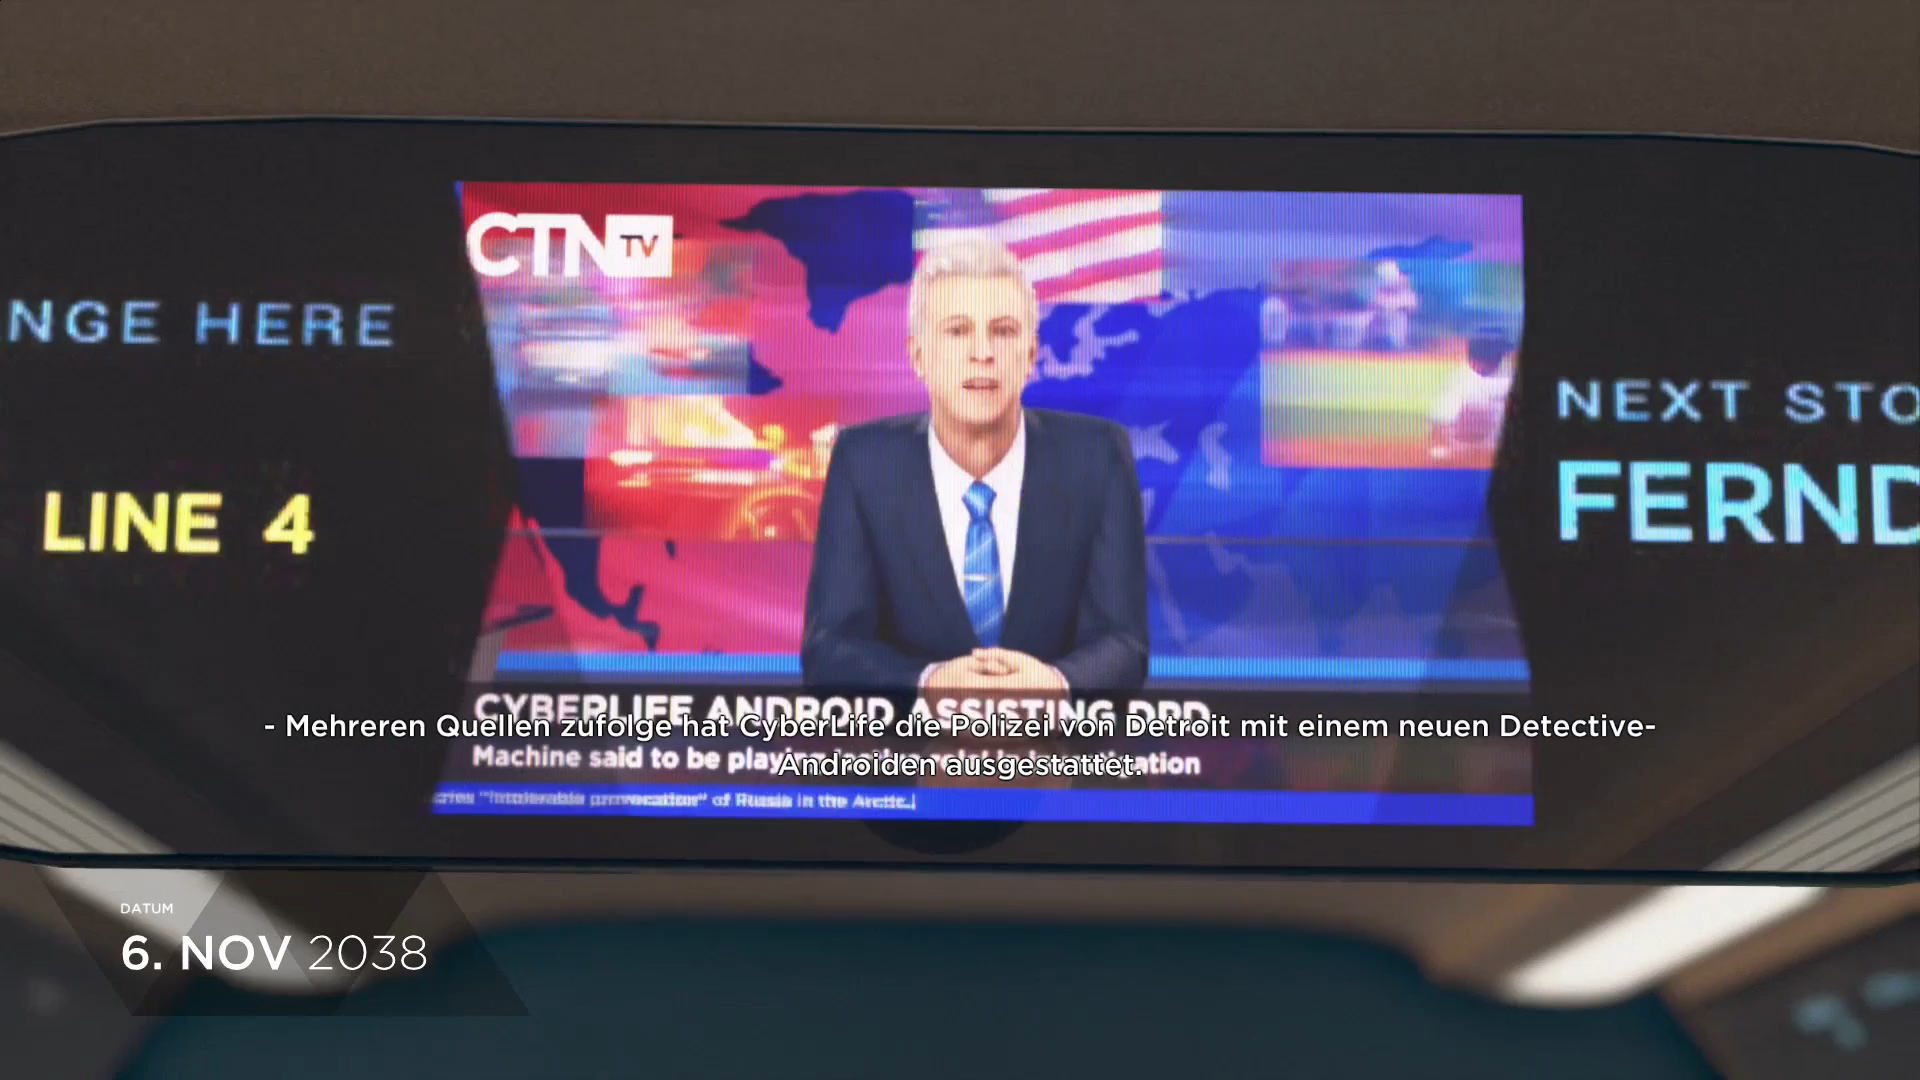 CTN TV
NGE HERE
LINE 4
NEXT STO
FERND
CYBERLIFE ANDROID ASSISTING DPD
- Mehreren Quellen zufolge hat CyberLife die Polizei von Detroit mit einem neuen Detective-
Androiden ausgestattet.
Machine said to be play
"Intolerable provocation" of Russia in the Arctic.
DATUM
6. NOV 2038